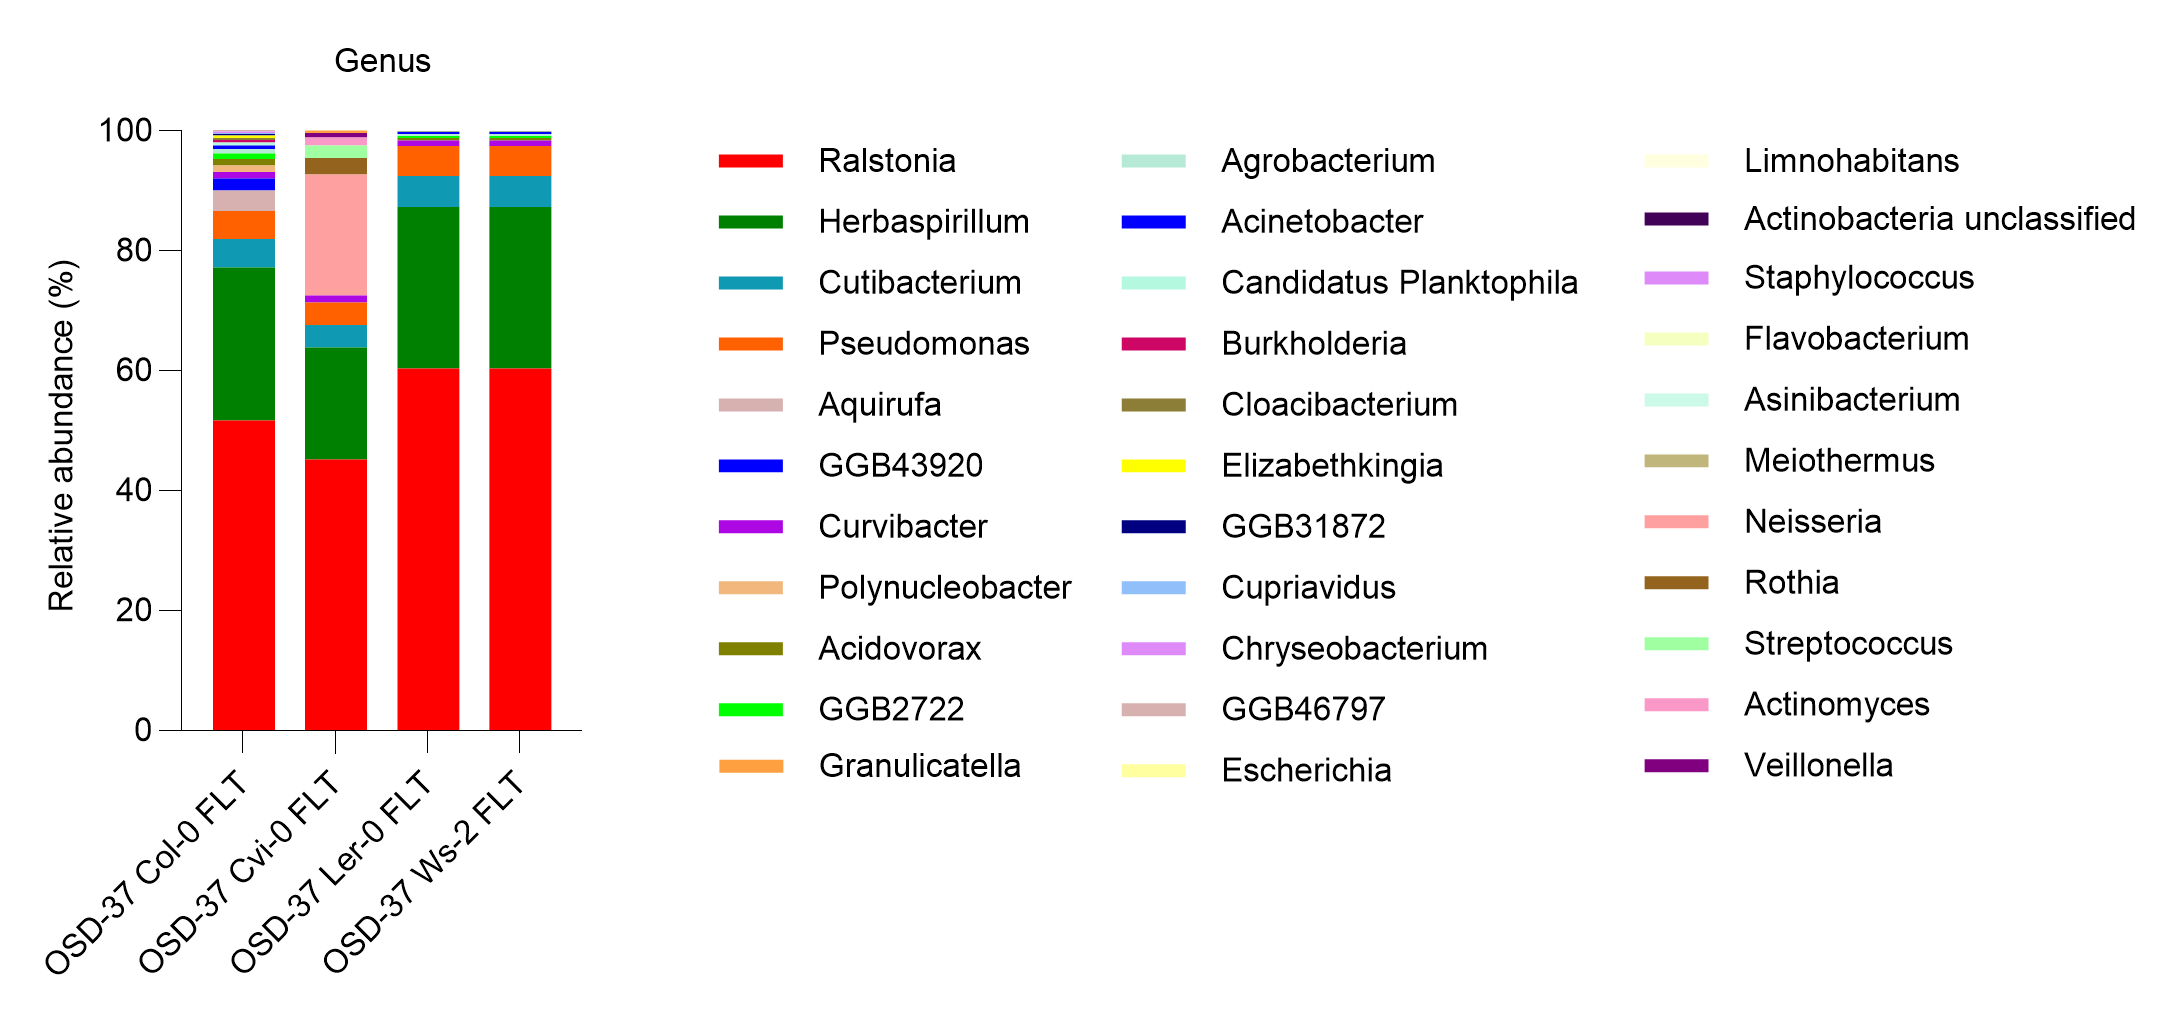 Genus
Relative abundance (%)
100
80
60
40
20
0
OSD-37 Col-0 FLT
OSD-37 Cvi-0 FLT
OSD-37 Ler-0 FLT
OSD-37 Ws-2 FLT
Ralstonia
Herbaspirillum
Cutibacterium
Pseudomonas
Aquirufa
GGB43920
Curvibacter
Polynucleobacter
Acidovorax
GGB2722
Granulicatella
Agrobacterium
Acinetobacter
Candidatus Planktophila
Burkholderia
Cloacibacterium
Elizabethkingia
GGB31872
Cupriavidus
Chryseobacterium
GGB46797
Escherichia
Limnohabitans
Actinobacteria unclassified
Staphylococcus
Flavobacterium
Asinibacterium
Meiothermus
Neisseria
Rothia
Streptococcus
Actinomyces
Veillonella